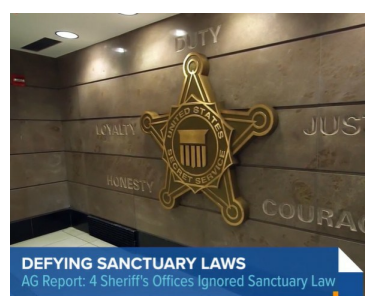 DUTY
LOYALTY
JUST
UNITED STATES
SECRET SERVICE
HONESTY
COURAG
DEFYING SANCTUARY LAWS
AG Report: 4 Sheriff's Offices Ignored Sanctuary Law